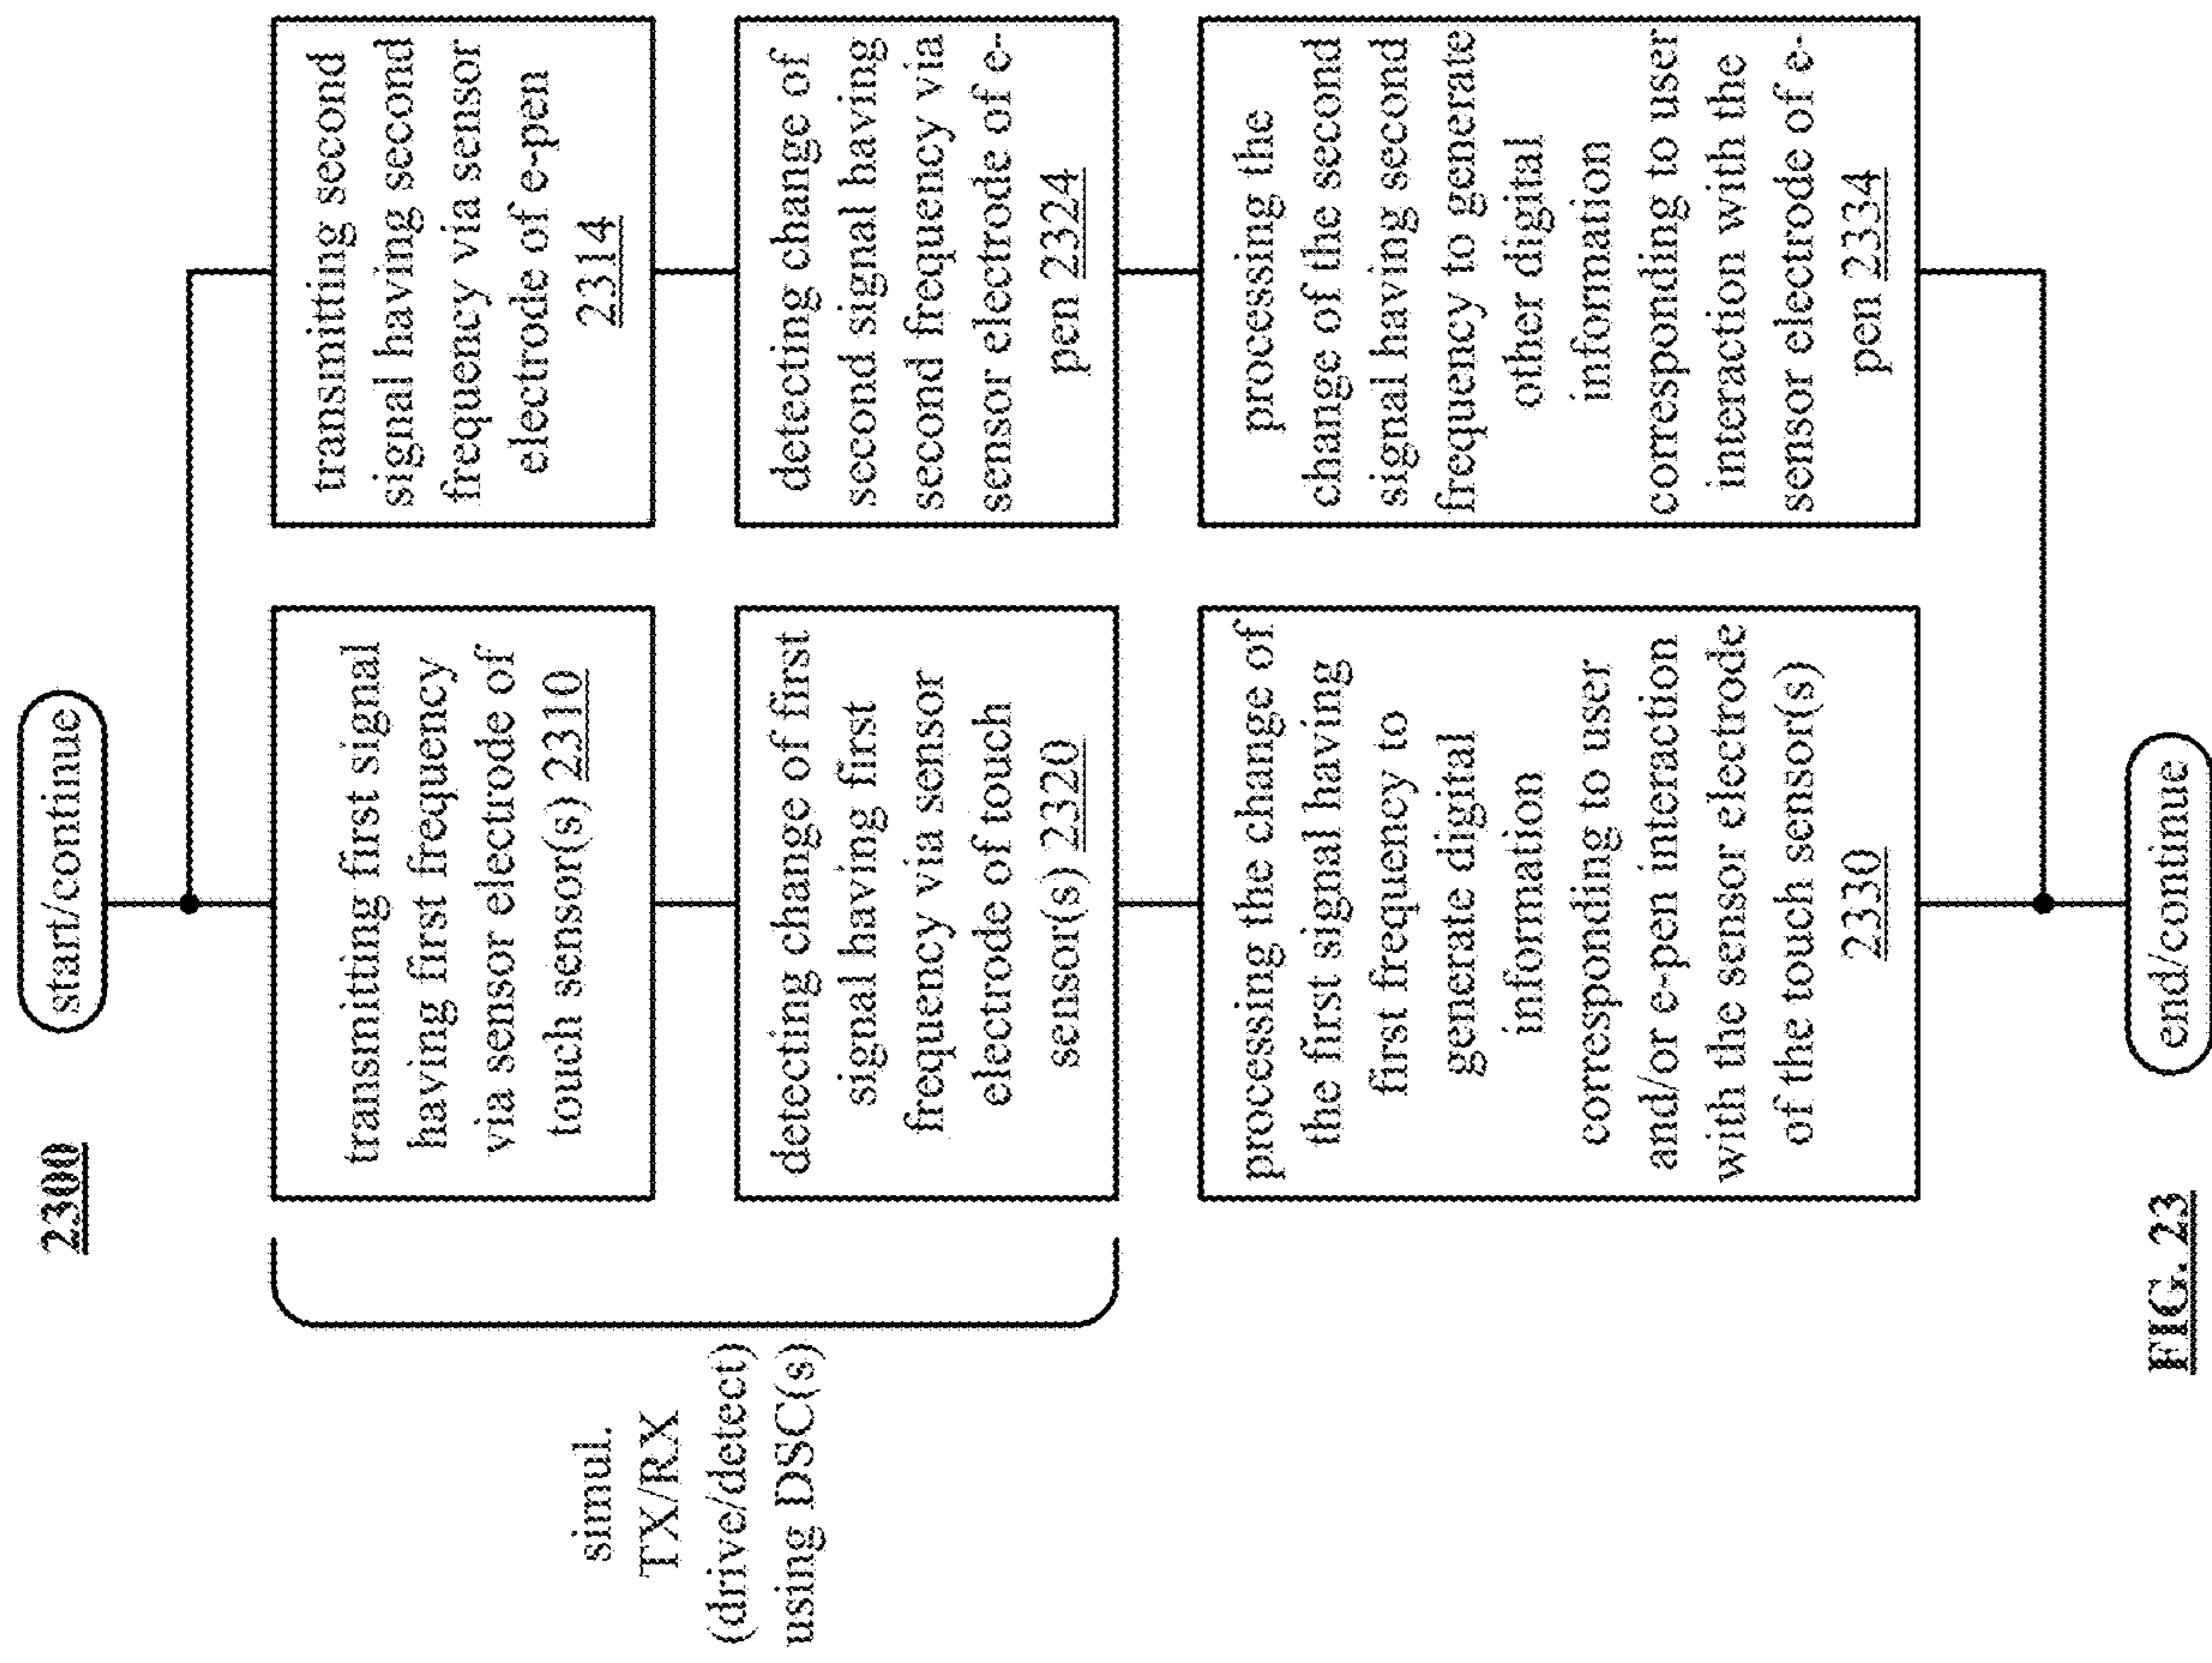 2300
start/continue
simul.
TX/RX
(drive/detect)
using DSC(s)
transmitting first signal
having first frequency
via sensor electrode of
touch sensor(s) 2310
detecting change of first
signal having first
frequency via sensor
electrode of touch
sensor(s) 2320
processing the change of
the first signal having
first frequency to
generate digital
information
corresponding to user
and/or e-pen interaction
with the sensor electrode
of the touch sensor(s)
2330
transmitting second
signal having second
frequency via sensor
electrode of e-pen
2314
detecting change of
second signal having
second frequency via
sensor electrode of e-
pen 2324
processing the
change of the second
signal having second
frequency to generate
other digital
information
corresponding to user
interaction with the
sensor electrode of e-
pen 2334
end/continue
FIG. 23